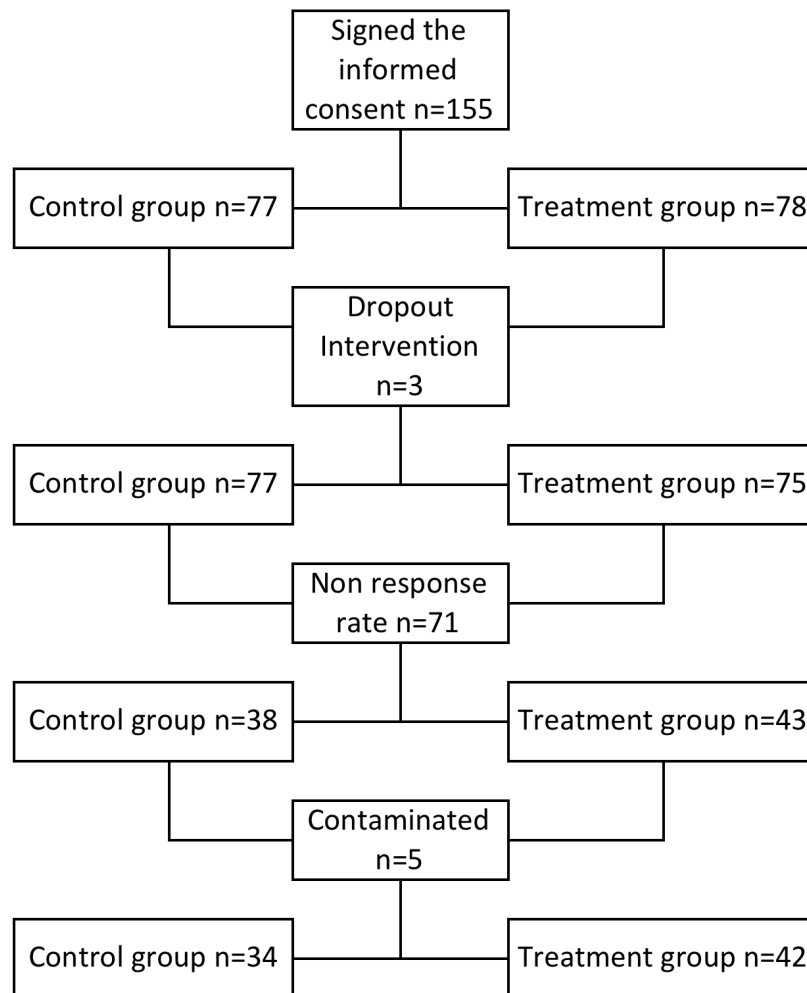 Signed the
informed
consent n=155
Control group n=77
Treatment group n=78
Dropout
Intervention
n=3
Control group n=77
Treatment group n=75
Non response
rate n=71
Control group n=38
Treatment group n=43
Contaminated
n=5
Control group n=34
Treatment group n=42